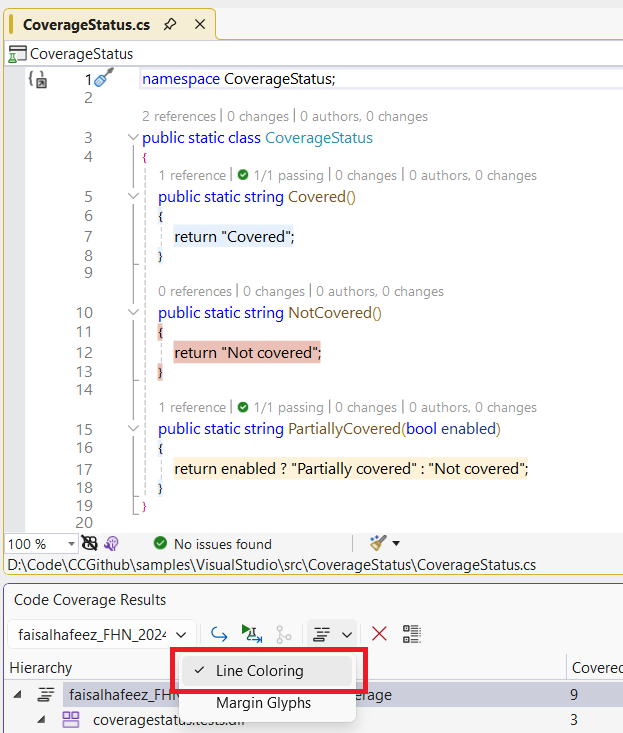 CoverageStatus.cs
CoverageStatus
1 namespace CoverageStatus;
2
2 references | 0 changes | 0 authors, 0 changes
3 public static class CoverageStatus
4 {
1 reference | 1/1 passing | 0 changes | 0 authors, 0 changes
5 public static string Covered()
6 {
7 return "Covered";
8 }
9
0 references | 0 changes | 0 authors, 0 changes
10 public static string NotCovered()
11 {
12 return "Not covered";
13 }
14
1 reference | 1/1 passing | 0 changes | 0 authors, 0 changes
15 public static string PartiallyCovered(bool enabled)
16 {
17 return enabled ? "Partially covered" : "Not covered";
18 }
19 }
20
100 % No issues found
D:\Code\CCGithub\samples\VisualStudio\src\CoverageStatus\CoverageStatus.cs
Code Coverage Results
faisalhafeez_FHN_2024
Hierarchy Covered
Line Coloring
faisalhafeez_FHN erage 9
Margin Glyphs
coveragestatus.tests.dll 3